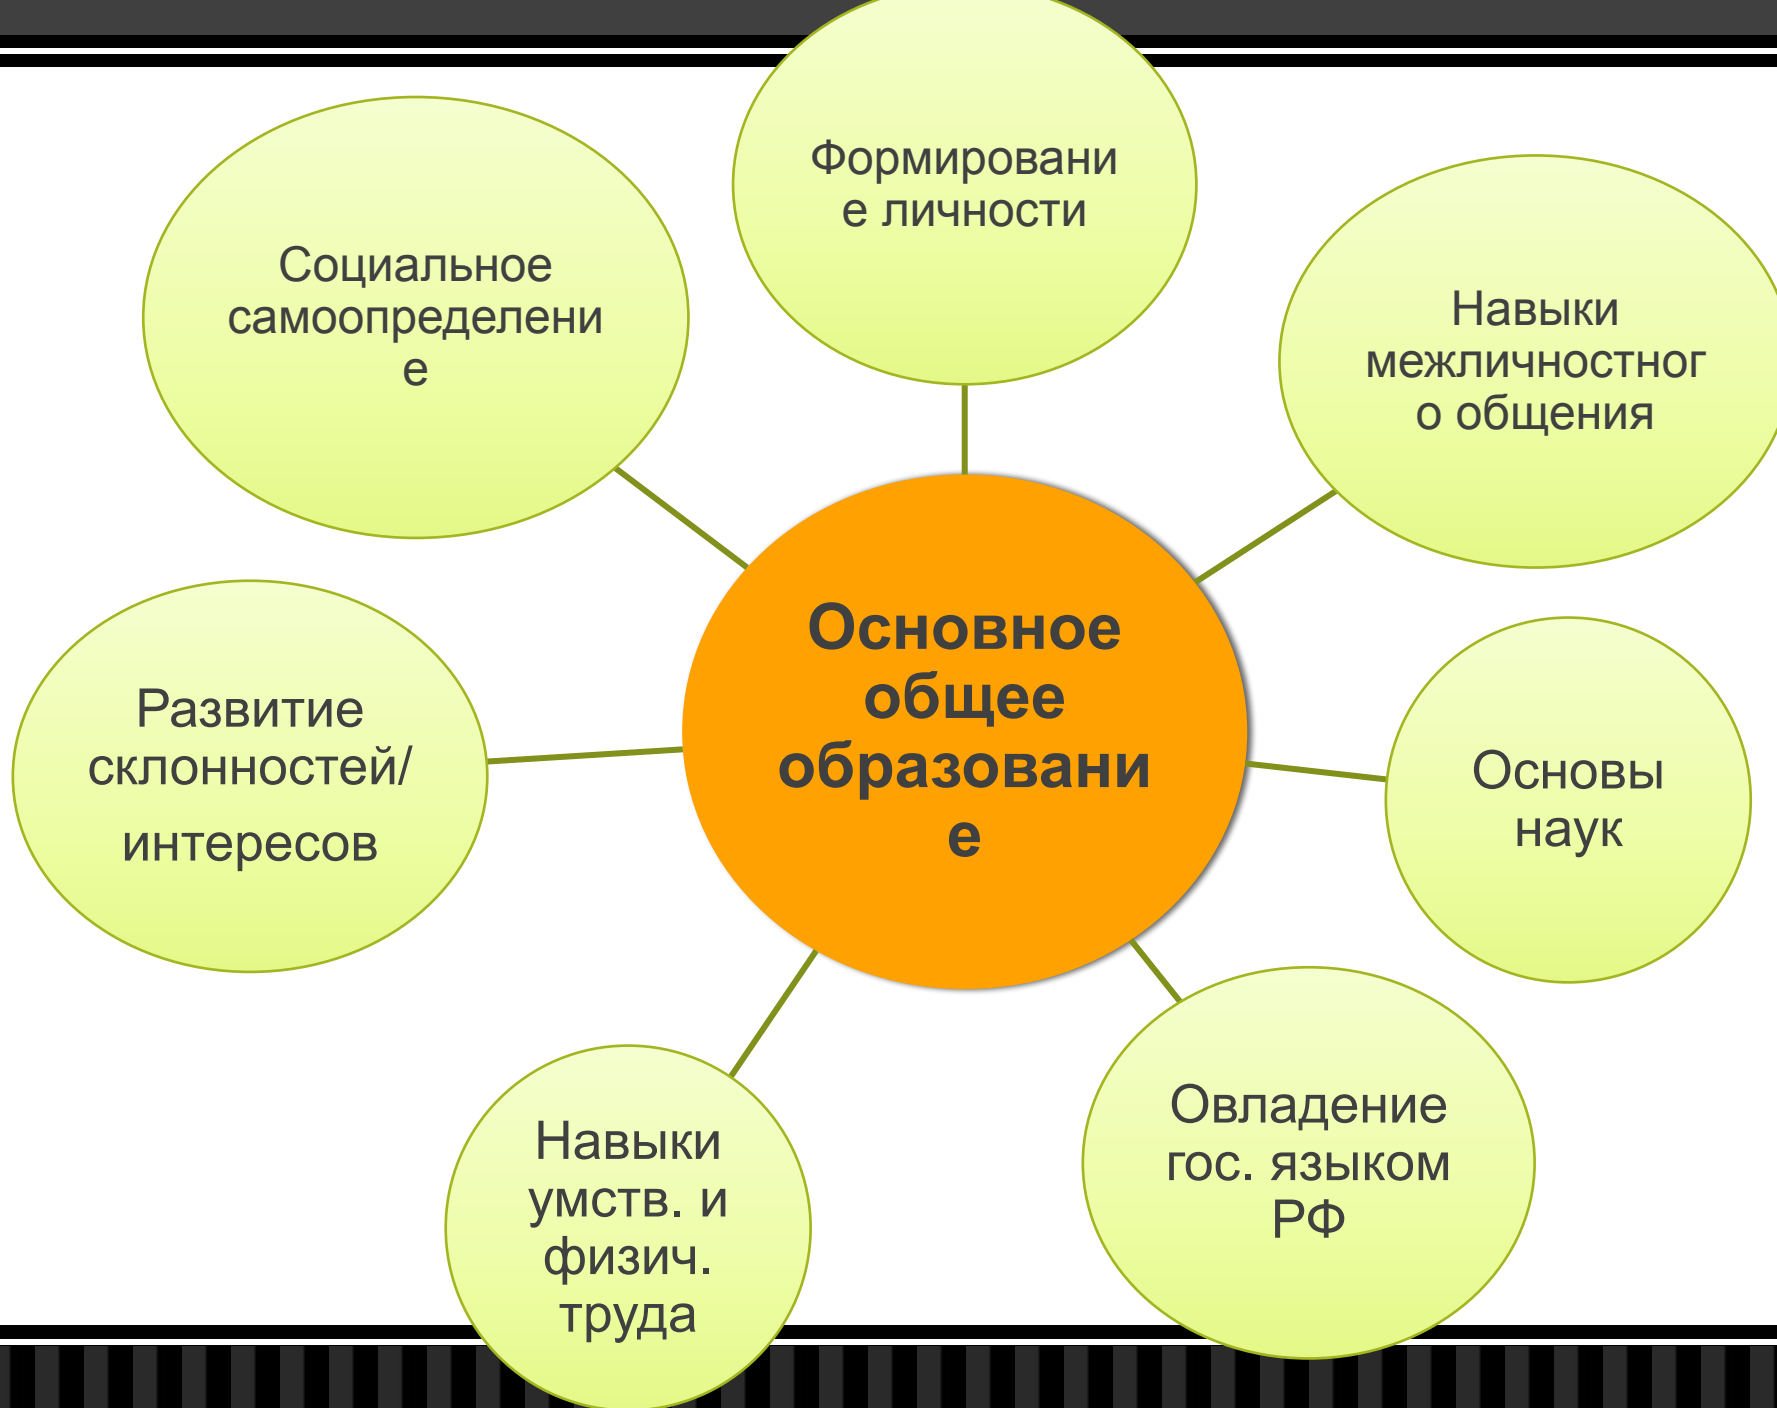 Формировани
е личности
Социальное
самоопределени
е
Навыки
межличностног
о общения
Основное
общее
образовани
е
Развитие
склонностей/
интересов
Основы
наук
Навыки
умств. и
физич.
труда
Овладение
гос. языком
РФ